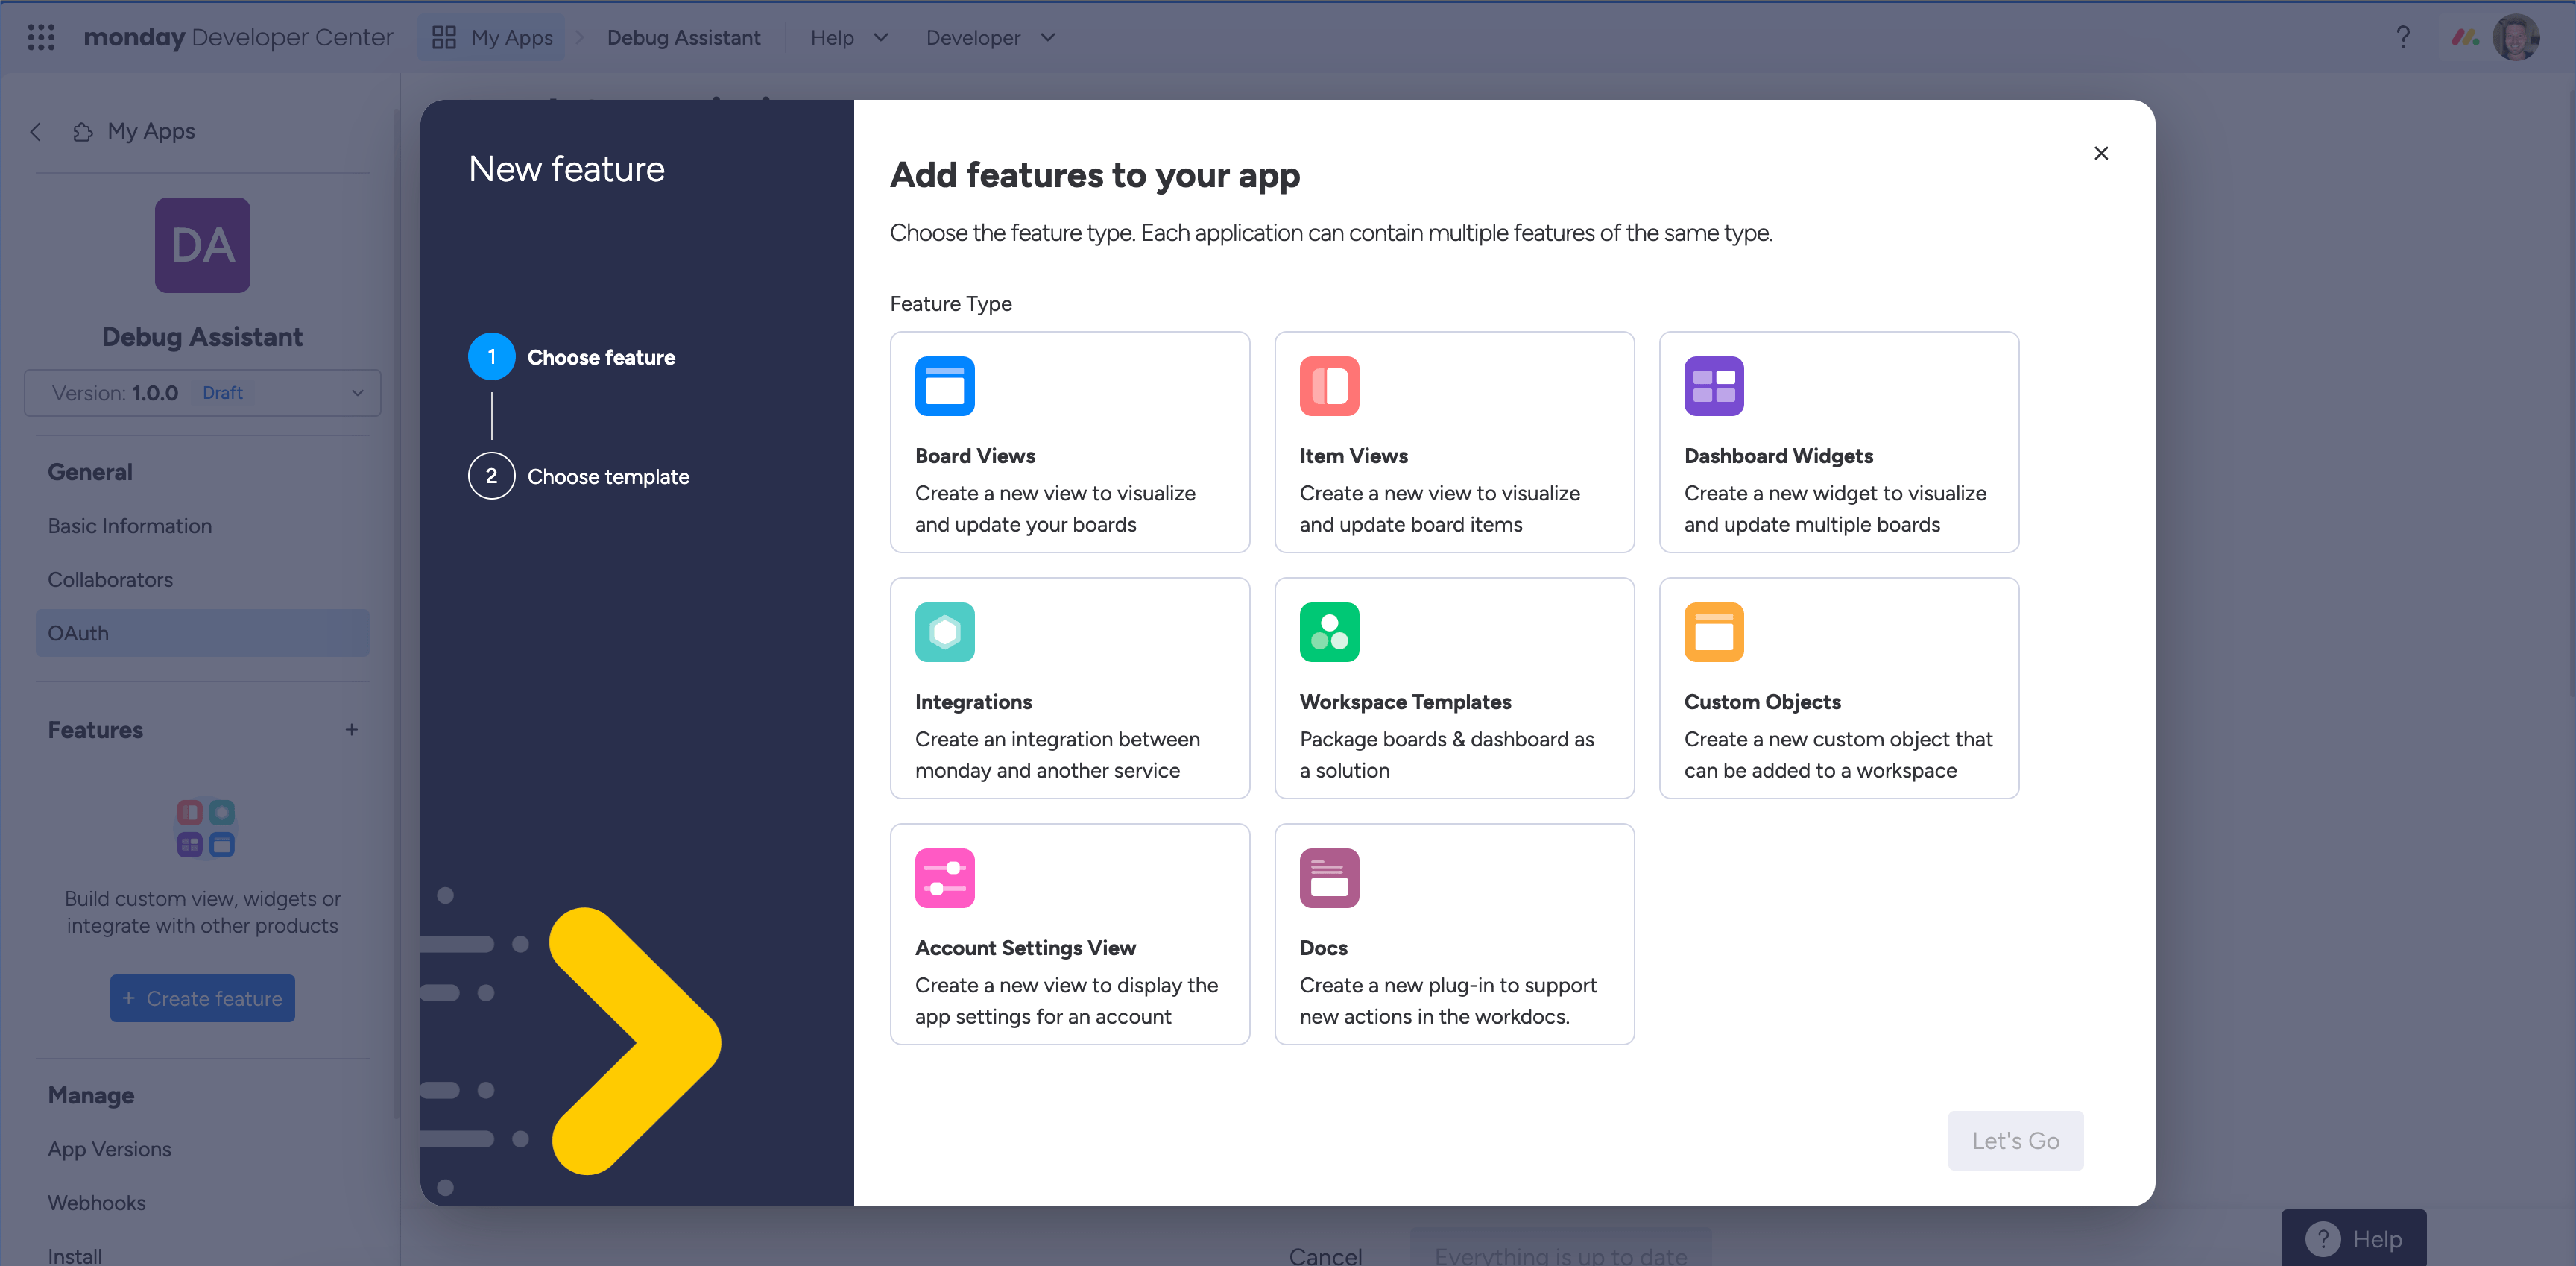 monday Developer Center
My Apps
Debug Assistant
Help
Developer
?
My Apps
DA
Debug Assistant
Version: 1.0.0 Draft
General
Basic Information
Collaborators
OAuth
Features +
Build custom view, widgets or
integrate with other products
+ Create feature
Manage
App Versions
Webhooks
Install
New feature
1 Choose feature
2 Choose template
Add features to your app
Choose the feature type. Each application can contain multiple features of the same type.
Feature Type
Board Views
Create a new view to visualize
and update your boards
Item Views
Create a new view to visualize
and update board items
Dashboard Widgets
Create a new widget to visualize
and update multiple boards
Integrations
Create an integration between
monday and another service
Workspace Templates
Package boards & dashboard as
a solution
Custom Objects
Create a new custom object that
can be added to a workspace
Account Settings View
Create a new view to display the
app settings for an account
Docs
Create a new plug-in to support
new actions in the workdocs.
Let's Go
Cancel
Everything is up to date
? Help